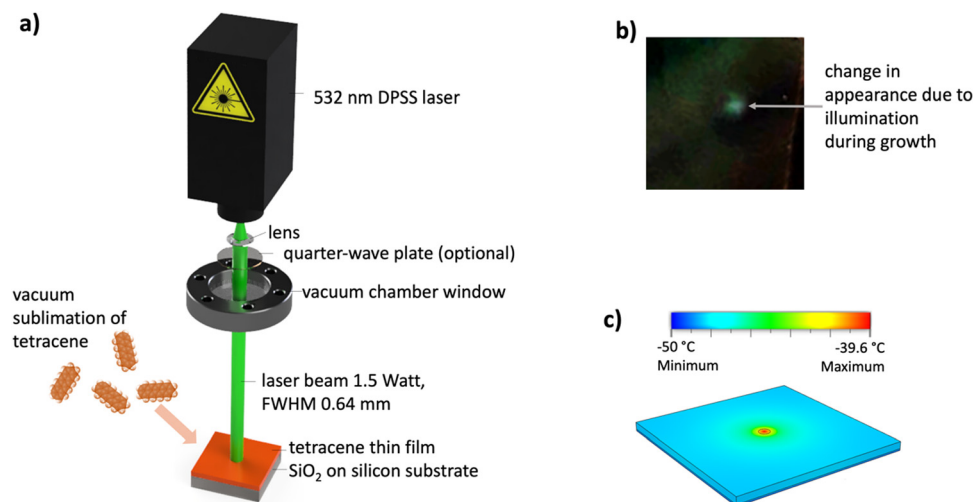 a)
532 nm DPSS laser
lens
quarter-wave plate (optional)
vacuum chamber window
vacuum
sublimation of
tetracene
laser beam 1.5 Watt,
FWHM 0.64 mm
tetracene thin film
SiO₂ on silicon substrate
b)
change in
appearance due to
illumination
during growth
c)
-50 °C
Minimum
-39.6 °C
Maximum